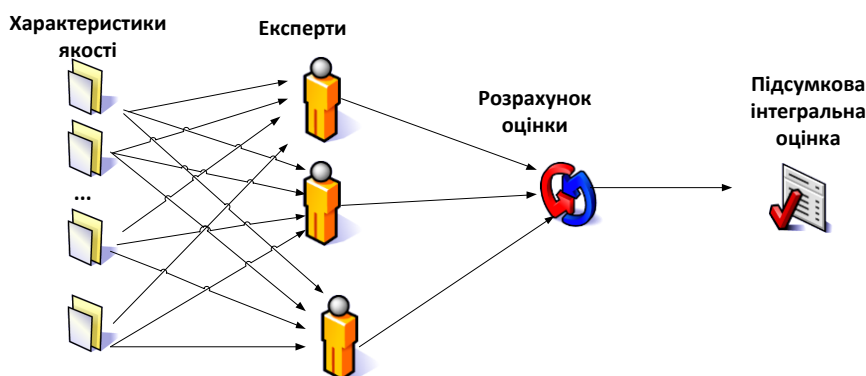 Характеристики
якості
Експерти
Розрахунок
оцінки
Підсумкова
інтегральна
оцінка
...